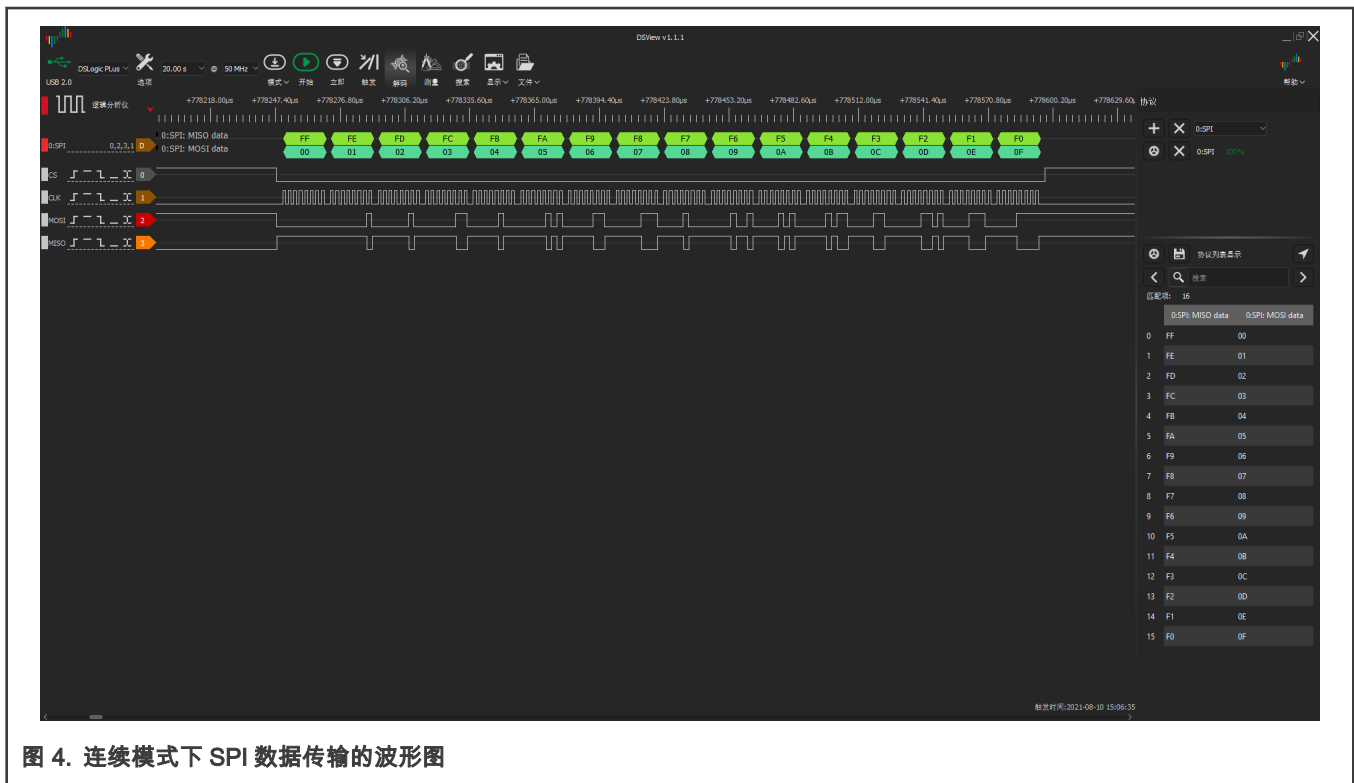 DSView v1.1.1
DSLogic PLus 20.00 s @ 50 MHz
USB 2.0 选项 模式 开始 立即 触发 解码 测量 搜索 显示 文件 帮助
逻辑分析仪 +778218.00μs +778247.40μs +778276.80μs +778306.20μs +778335.60μs +778365.00μs +778394.40μs +778423.80μs +778453.20μs +778482.60μs +778512.00μs +778541.40μs +778570.80μs +778600.20μs +778629.60μ
0:SPI 0,2,3,1 D
0:SPI: MISO data FF FE FD FC FB FA F9 F8 F7 F6 F5 F4 F3 F2 F1 F0
0:SPI: MOSI data 00 01 02 03 04 05 06 07 08 09 0A 0B 0C 0D 0E 0F
CS 0
CLK 1
MOSI 2
MISO 3
协议
0:SPI
0:SPI 100%
协议列表显示
搜索
匹配项: 16
0:SPI: MISO data 0:SPI: MOSI data
0 FF 00
1 FE 01
2 FD 02
3 FC 03
4 FB 04
5 FA 05
6 F9 06
7 F8 07
8 F7 08
9 F6 09
10 F5 0A
11 F4 0B
12 F3 0C
13 F2 0D
14 F1 0E
15 F0 0F
触发时间:2021-08-10 15:06:35
图 4. 连续模式下 SPI 数据传输的波形图